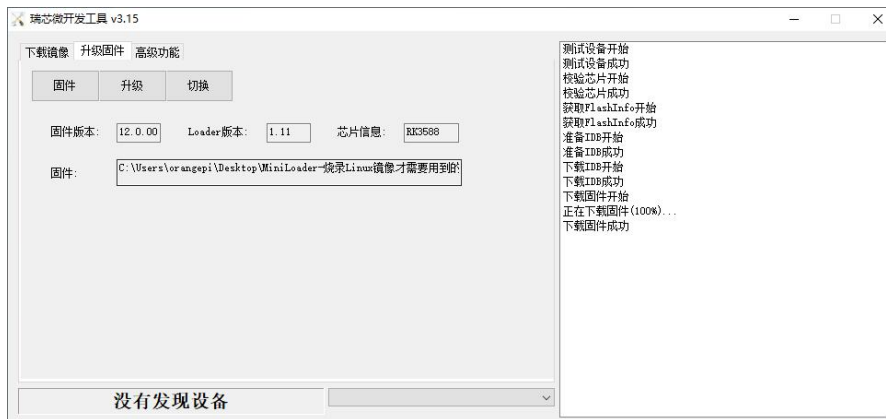 瑞芯微开发工具 v3.15
下载镜像 升级固件 高级功能
固件 升级 切换
固件版本: 12.0.00 Loader版本: 1.11 芯片信息: RK3588
固件: C:\Users\orangepi\Desktop\MiniLoader-烧录Linux镜像才需要用到的
没有发现设备
测试设备开始
测试设备成功
校验芯片开始
校验芯片成功
获取FlashInfo开始
获取FlashInfo成功
准备IDB开始
准备IDB成功
下载IDB开始
下载IDB成功
下载固件开始
正在下载固件(100%)...
下载固件成功